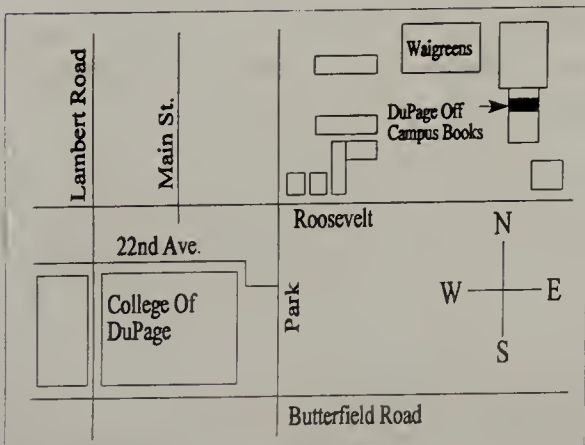 Lambert Road
Main St.
Waigreens
DuPage Off
Campus Books
Roosevelt
22nd Ave.
College Of
DuPage
Park
N
W
E
S
Butterfield Road